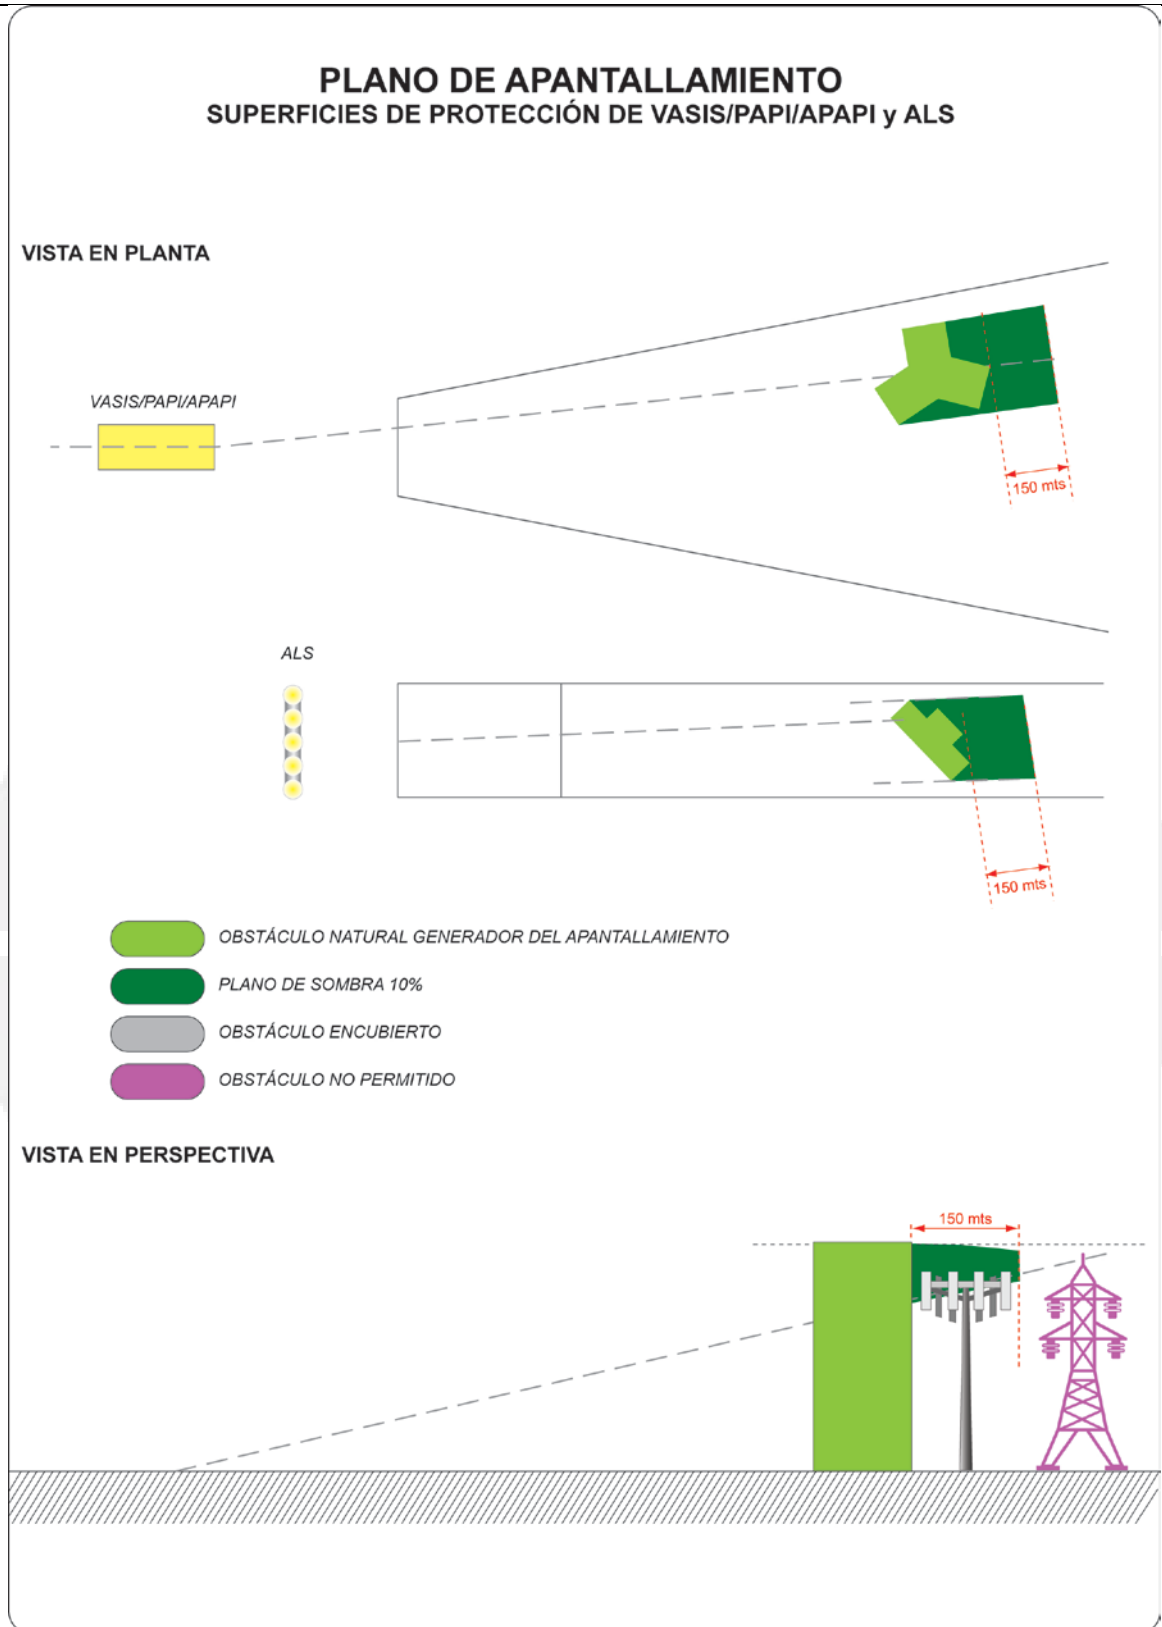 PLANO DE APANTALLAMIENTO
SUPERFICIES DE PROTECCIÓN DE VASIS/PAPI/APAPI y ALS
VISTA EN PLANTA
VASIS/PAPI/APAPI
150 mts
ALS
150 mts
OBSTÁCULO NATURAL GENERADOR DEL APANTALLAMIENTO
PLANO DE SOMBRA 10%
OBSTÁCULO ENCUBIERTO
OBSTÁCULO NO PERMITIDO
VISTA EN PERSPECTIVA
150 mts